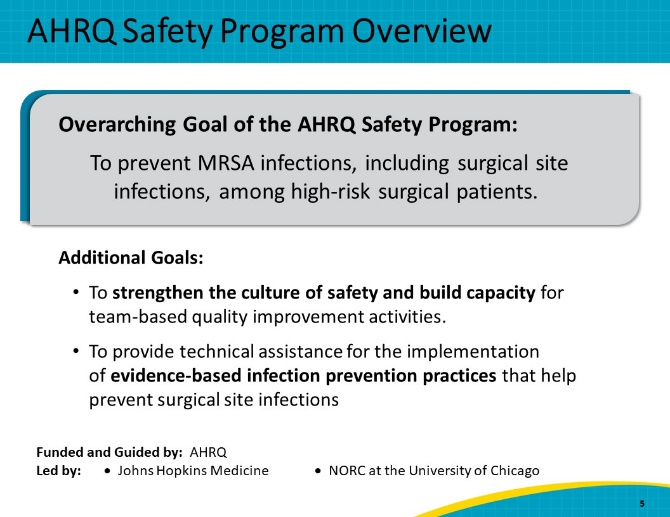 AHRQ Safety Program Overview
Overarching Goal of the AHRQ Safety Program:
To prevent MRSA infections, including surgical site
infections, among high-risk surgical patients.
Additional Goals:
• To strengthen the culture of safety and build capacity for
team-based quality improvement activities.
• To provide technical assistance for the implementation
of evidence-based infection prevention practices that help
prevent surgical site infections
Funded and Guided by: AHRQ
Led by: • Johns Hopkins Medicine • NORC at the University of Chicago
5